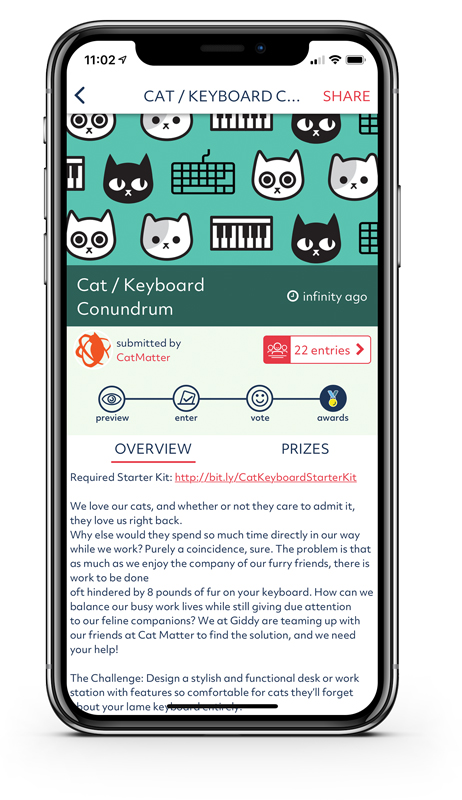 11:02
CAT / KEYBOARD C...
SHARE
Cat / Keyboard
Conundrum
infinity ago
submitted by
CatMatter
22 entries
preview
enter
vote
awards
OVERVIEW
PRIZES
Required Starter Kit: http://bit.ly/CatKeyboardStarterKit
We love our cats, and whether or not they care to admit it,
they love us right back.
Why else would they spend so much time directly in our way
while we work? Purely a coincidence, sure. The problem is that
as much as we enjoy the company of our furry friends, there is
work to be done
oft hindered by 8 pounds of fur on your keyboard. How can we
balance our busy work lives while still giving due attention
to our feline companions? We at Giddy are teaming up with
our friends at Cat Matter to find the solution, and we need
your help!
The Challenge: Design a stylish and functional desk or work
station with features so comfortable for cats they'll forget
about your lame keyboard entirely.